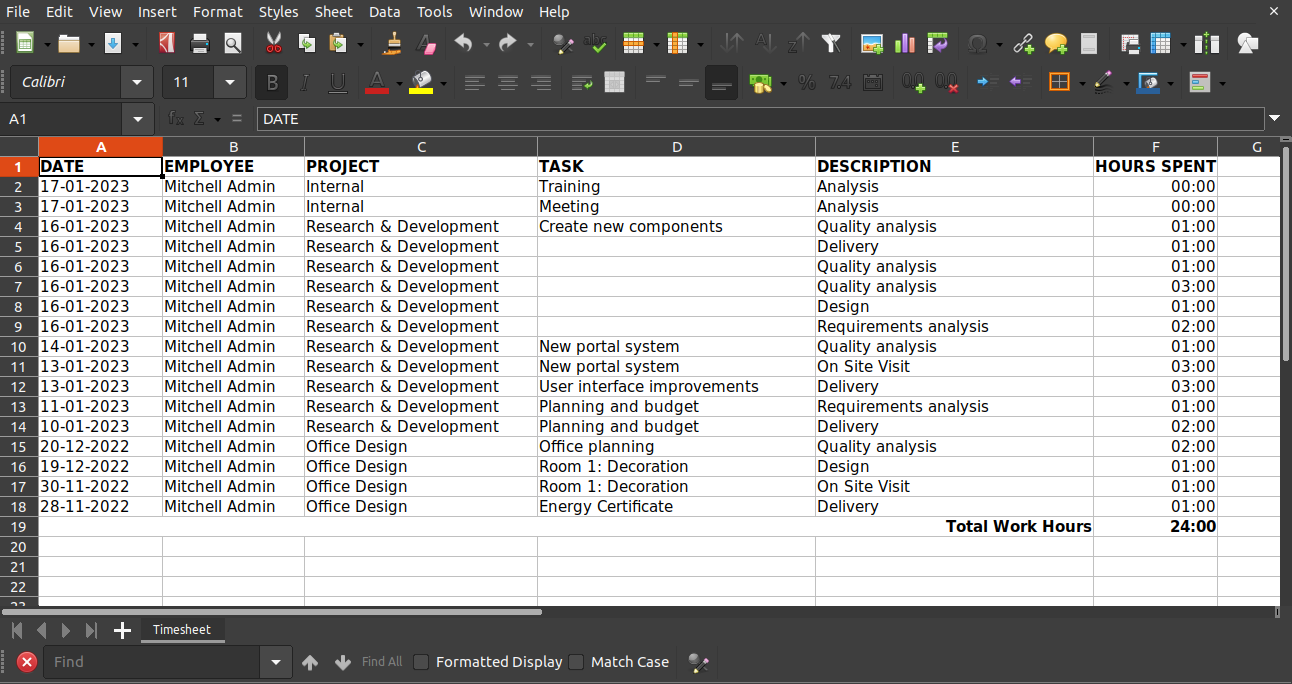 File Edit View Insert Format Styles Sheet Data Tools Window Help
Calibri 11
A1 DATE
A B C D E F G
1 DATE EMPLOYEE PROJECT TASK DESCRIPTION HOURS SPENT
2 17-01-2023 Mitchell Admin Internal Training Analysis 00:00
3 17-01-2023 Mitchell Admin Internal Meeting Analysis 00:00
4 16-01-2023 Mitchell Admin Research & Development Create new components Quality analysis 01:00
5 16-01-2023 Mitchell Admin Research & Development Delivery 01:00
6 16-01-2023 Mitchell Admin Research & Development Quality analysis 01:00
7 16-01-2023 Mitchell Admin Research & Development Quality analysis 03:00
8 16-01-2023 Mitchell Admin Research & Development Design 01:00
9 16-01-2023 Mitchell Admin Research & Development Requirements analysis 02:00
10 14-01-2023 Mitchell Admin Research & Development New portal system Quality analysis 01:00
11 13-01-2023 Mitchell Admin Research & Development New portal system On Site Visit 03:00
12 13-01-2023 Mitchell Admin Research & Development User interface improvements Delivery 03:00
13 11-01-2023 Mitchell Admin Research & Development Planning and budget Requirements analysis 01:00
14 10-01-2023 Mitchell Admin Research & Development Planning and budget Delivery 02:00
15 20-12-2022 Mitchell Admin Office Design Office planning Quality analysis 02:00
16 19-12-2022 Mitchell Admin Office Design Room 1: Decoration Design 01:00
17 30-11-2022 Mitchell Admin Office Design Room 1: Decoration On Site Visit 01:00
18 28-11-2022 Mitchell Admin Office Design Energy Certificate Delivery 01:00
19 Total Work Hours 24:00
20
21
22
Timesheet
Find Find All Formatted Display Match Case